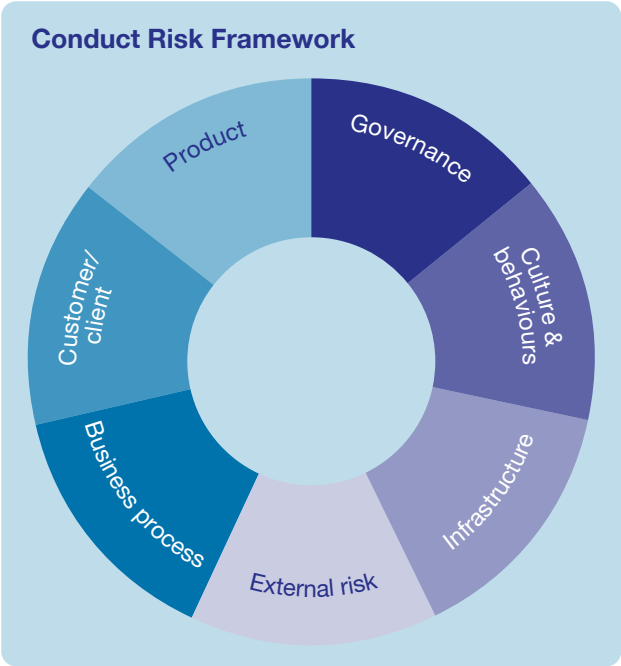 Conduct Risk Framework
Governance
Culture &
behaviours
Infrastructure
External risk
Business process
Customer/
client
Product